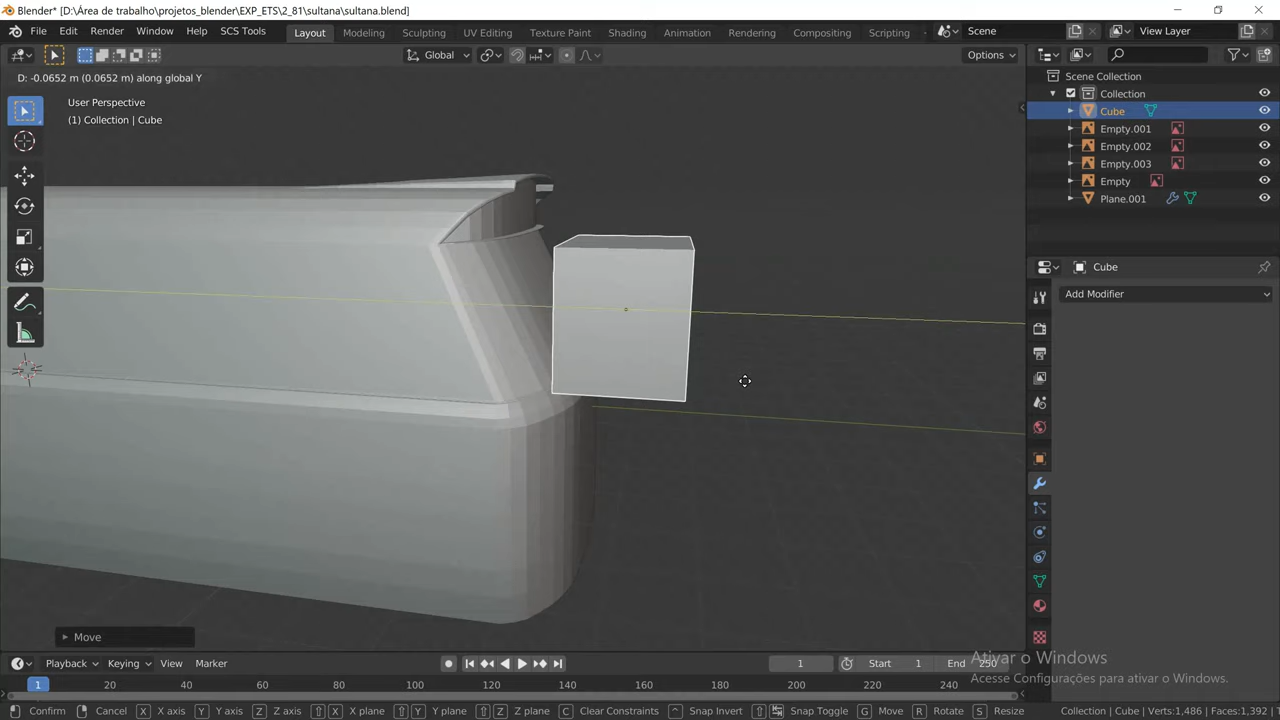 Blender* [D:\Área de trabalho\projetos_blender\EXP_ETS\2_81\sultana\sultana.blend]
File Edit Render Window Help SCS Tools Layout Modeling Sculpting UV Editing Texture Paint Shading Animation Rendering Compositing Scripting Scene View Layer
Global Options
D: -0.0652 m (0.0652 m) along global Y
User Perspective
(1) Collection | Cube
Scene Collection
Collection
Cube
Empty.001
Empty.002
Empty.003
Empty
Plane.001
Cube
Add Modifier
Move
Ativar o Windows
Acesse Configurações para ativar o Windows.
Playback Keying View Marker 1 Start 1 End 250
1 20 40 60 80 100 120 140 160 180 200 220 240
Confirm Cancel X X axis Y Y axis Z Z axis X X plane Y Y plane Z Z plane C Clear Constraints Snap Invert Snap Toggle G Move R Rotate S Resize Collection | Cube | Verts:1,486 | Faces:1,392 | T